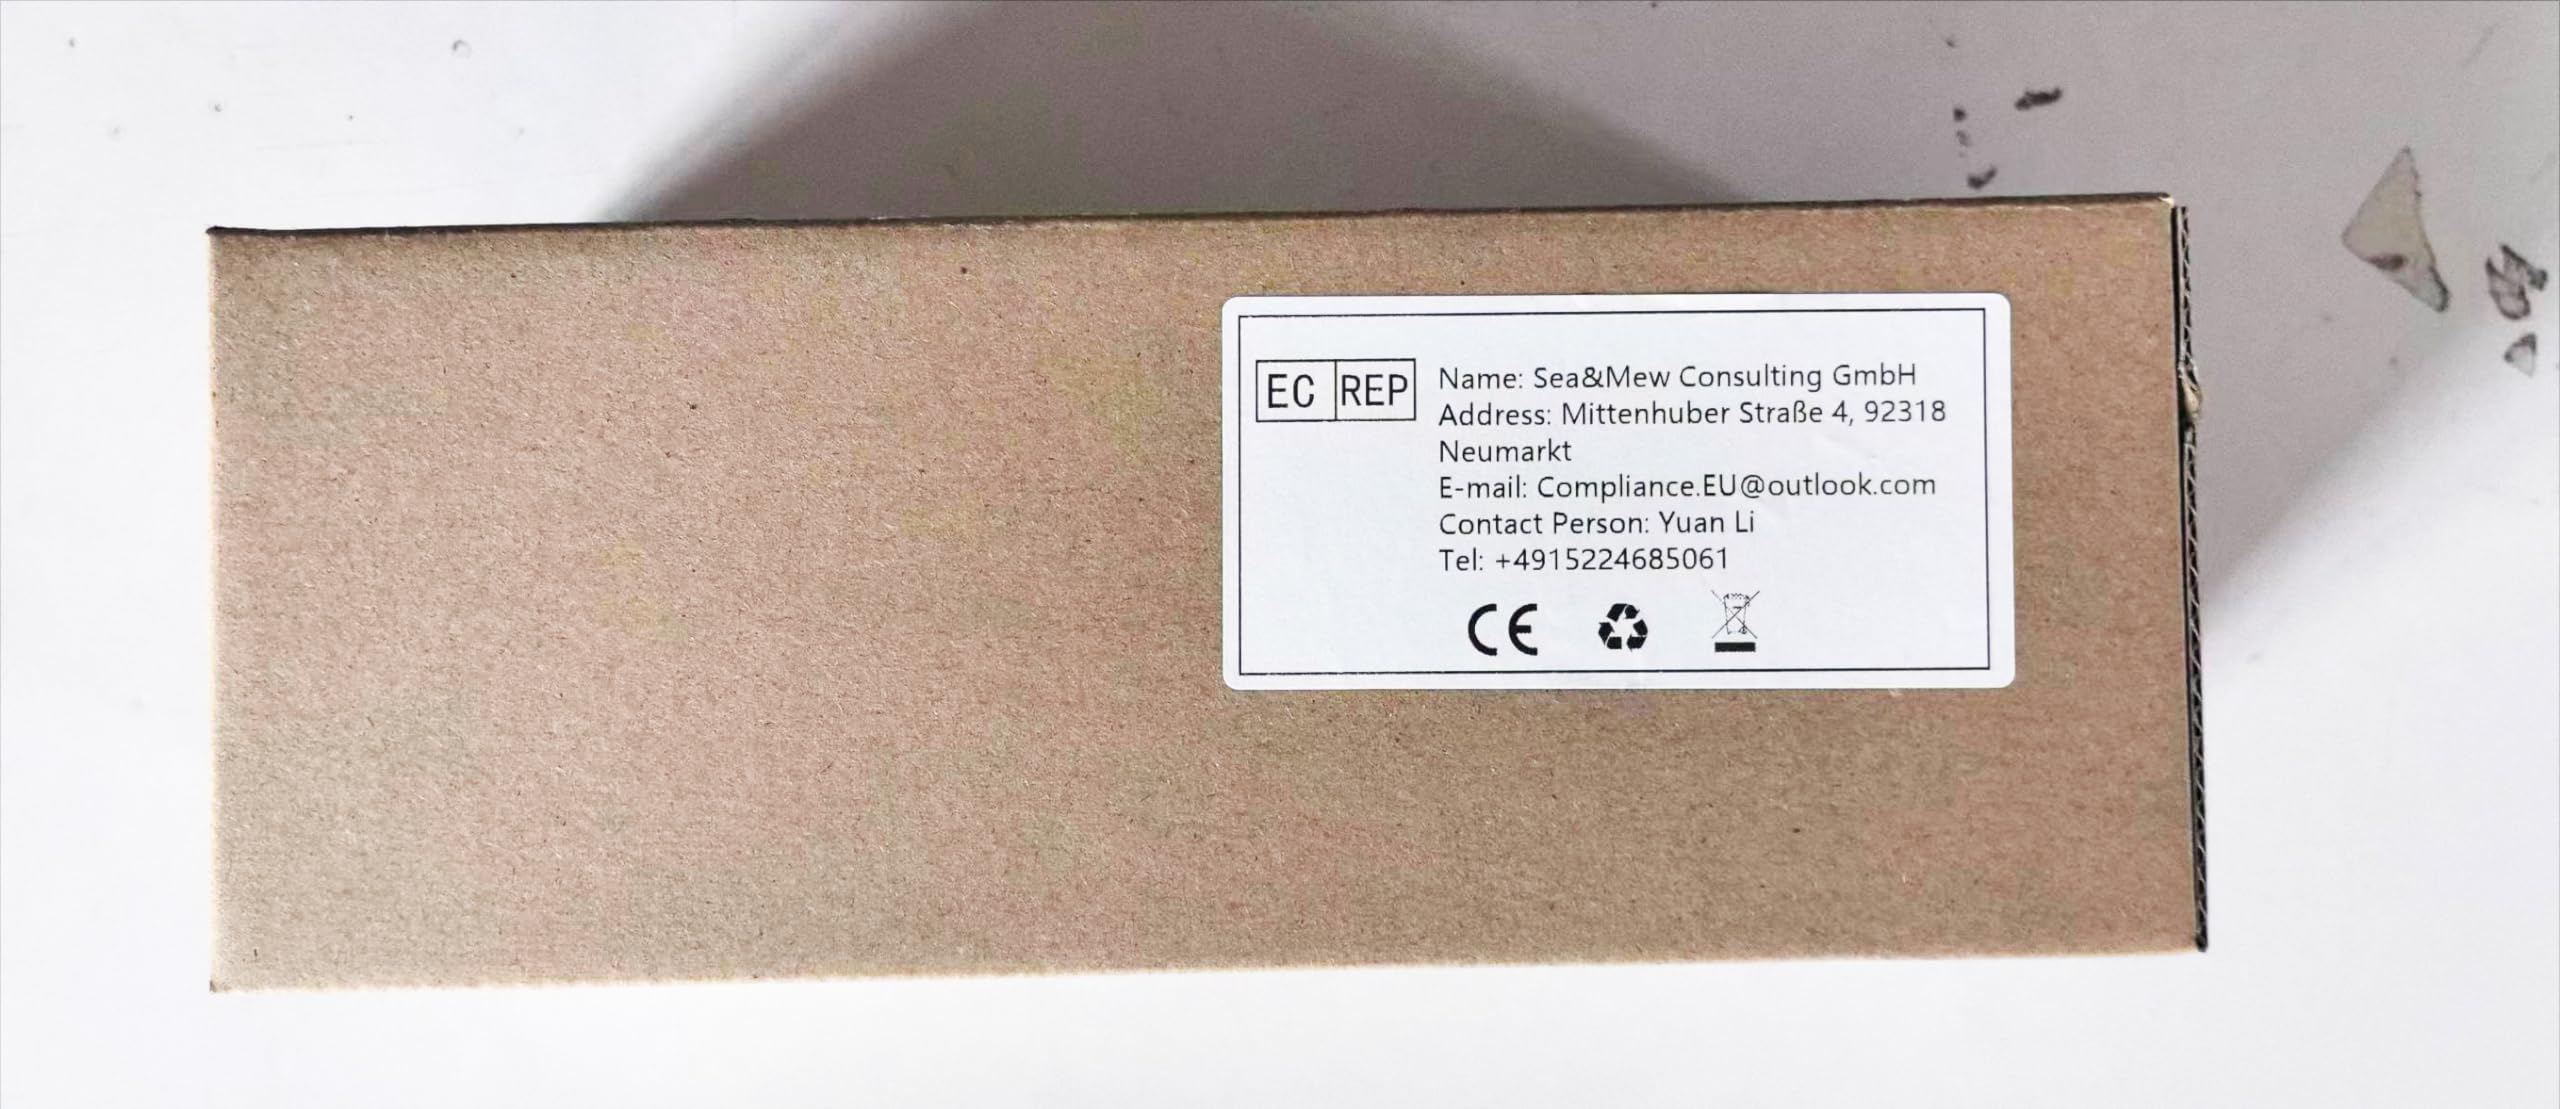 EC REP
Name: Sea&Mew Consulting GmbH
Address: Mittenhuber Straße 4, 92318
Neumarkt
E-mail: Compliance.EU@outlook.com
Contact Person: Yuan Li
Tel: +4915224685061
CE